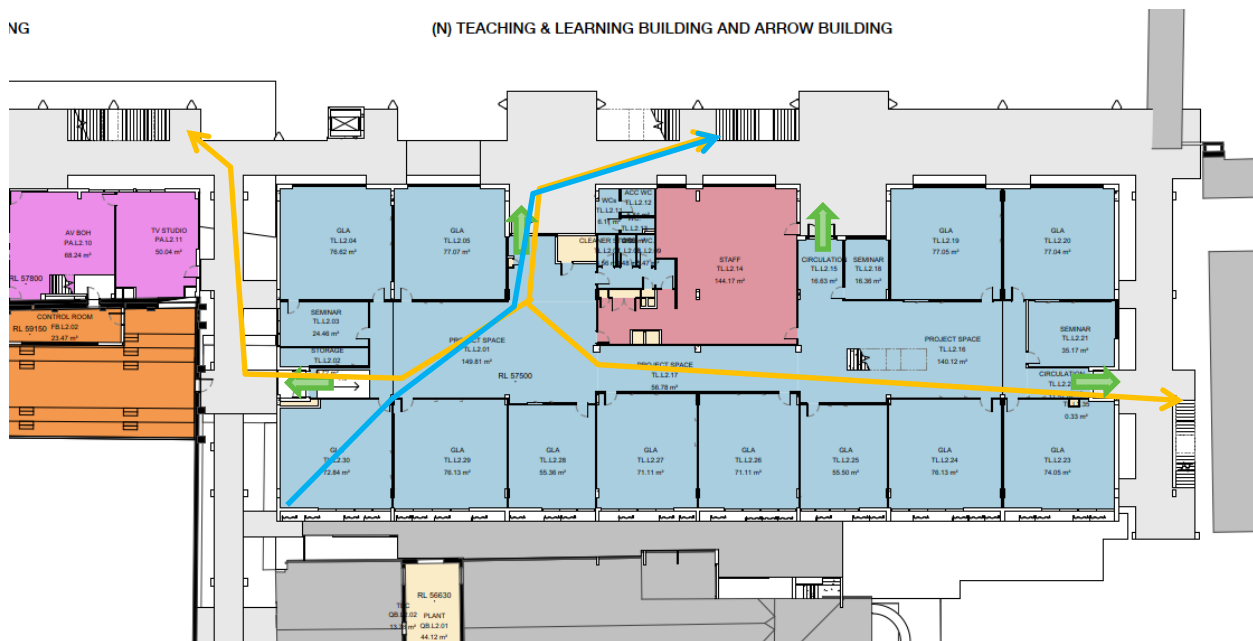 NG
(N) TEACHING & LEARNING BUILDING AND ARROW BUILDING
AV BOH
PA.L2.10
68.24 m²
TV STUDIO
PA.L2.11
50.04 m²
RL 57800
CONTROL ROOM
FB.L2.02
23.47 m²
RL 59150
GLA
TL.L2.04
76.62 m²
GLA
TL.L2.05
77.07 m²
WCs
ACC WC
TL.L2.12
STAFF
TL.L2.14
144.17 m²
CIRCULATION
TL.L2.15
16.63 m²
SEMINAR
TL.L2.18
16.36 m²
GLA
TL.L2.19
77.05 m²
GLA
TL.L2.20
77.04 m²
SEMINAR
TL.L2.03
24.46 m²
STORAGE
TL.L2.02
PROJECT SPACE
TL.L2.01
149.81 m²
RL 57500
PROJECT SPACE
TL.L2.17
56.78 m²
PROJECT SPACE
TL.L2.16
140.12 m²
SEMINAR
TL.L2.21
35.17 m²
CIRCULATION
0.33 m²
GLA
TL.L2.30
72.84 m²
GLA
TL.L2.29
76.13 m²
GLA
TL.L2.28
55.36 m²
GLA
TL.L2.27
71.11 m²
GLA
TL.L2.26
71.11 m²
GLA
TL.L2.25
55.50 m²
GLA
TL.L2.24
76.13 m²
GLA
TL.L2.23
74.05 m²
RL 56630
QB.L2.02
PLANT
QB.L2.01
44.12 m²